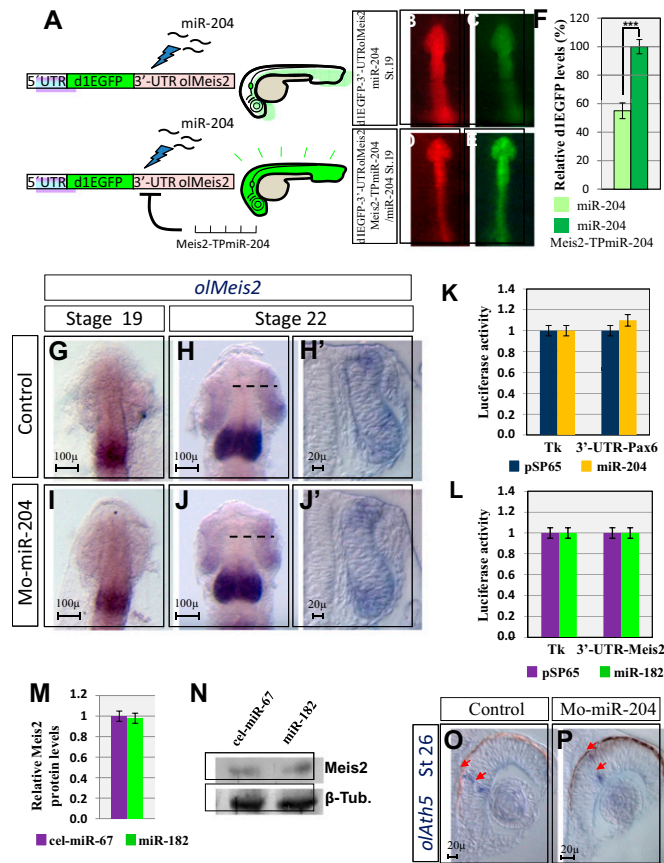 A
miR-204
5'UTR d1EGFP 3'-UTR olMeis2
miR-204
5'UTR d1EGFP 3'-UTR olMeis2
Meis2-TPmiR-204
d1EGFP-3'-UTRolMeis2
miR-204
St.19
B
C
d1EGFP-3'-UTRolMeis2
Meis2-TPmiR-204
/miR-204 St.19
D
E
F
Relative d1EGFP levels (%)
120
100
80
60
40
20
0
***
miR-204
miR-204
Meis2-TPmiR-204
olMeis2
Stage 19
Stage 22
Control
G
100µ
H
100µ
H'
20µ
Mo-miR-204
I
100µ
J
100µ
J'
20µ
K
Luciferase activity
1.4
1.2
1
0.8
0.6
0.4
0.2
0
Tk 3'-UTR-Pax6
pSP65 miR-204
L
Luciferase activity
1.4
1.2
1
0.8
0.6
0.4
0.2
0
Tk 3'-UTR-Meis2
pSP65 miR-182
M
Relative Meis2
protein levels
1.2
1
0.8
0.6
0.4
0.2
0
cel-miR-67 miR-182
N
cel-miR-67
miR-182
Meis2
β-Tub.
Control
Mo-miR-204
olAth5 St 26
O
20µ
P
20µ